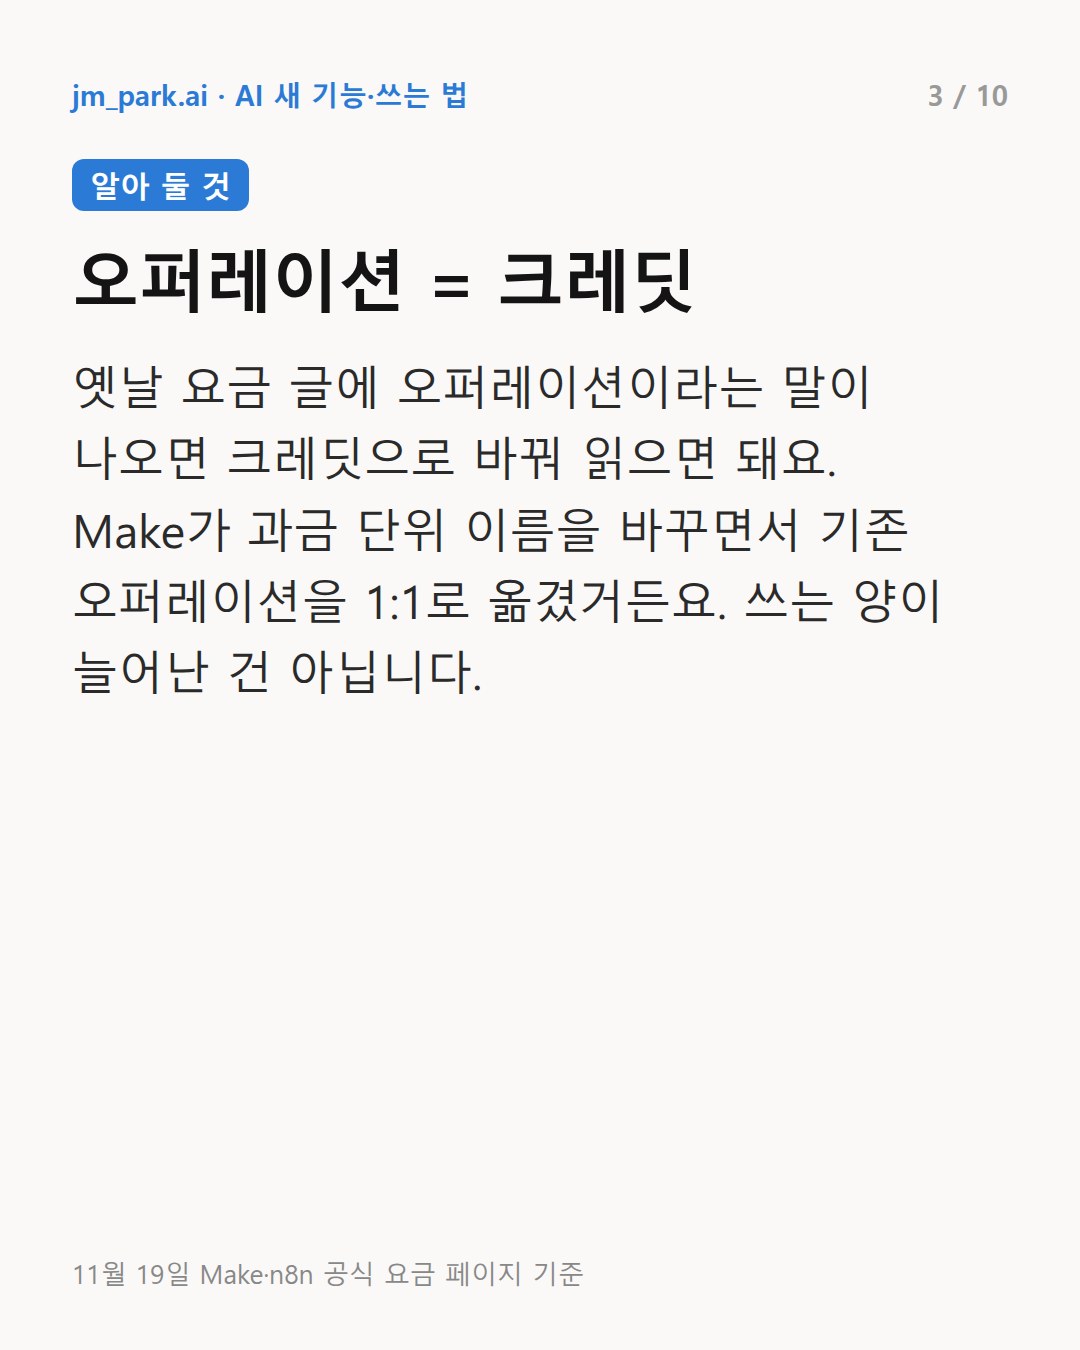 jm_park.ai · AI 새 기능·쓰는 법
3 / 10
알아 둘 것
오퍼레이션 = 크레딧
옛날 요금 글에 오퍼레이션이라는 말이
나오면 크레딧으로 바꿔 읽으면 돼요.
Make가 과금 단위 이름을 바꾸면서 기존
오퍼레이션을 1:1로 옮겼거든요. 쓰는 양이
늘어난 건 아닙니다.
11월 19일 Make·n8n 공식 요금 페이지 기준